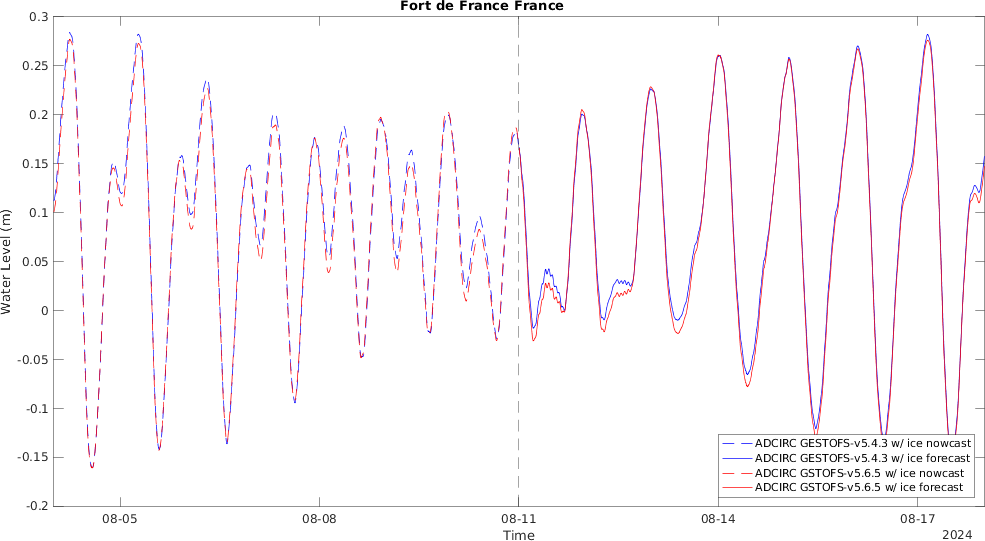 Fort de France France
0.3
0.25
0.2
0.15
0.1
0.05
0
-0.05
-0.1
-0.15
-0.2
Water Level (m)
08-05
08-08
08-11
08-14
08-17
Time
2024
ADCIRC GESTOFS-v5.4.3 w/ ice nowcast
ADCIRC GESTOFS-v5.4.3 w/ ice forecast
ADCIRC GSTOFS-v5.6.5 w/ ice nowcast
ADCIRC GSTOFS-v5.6.5 w/ ice forecast